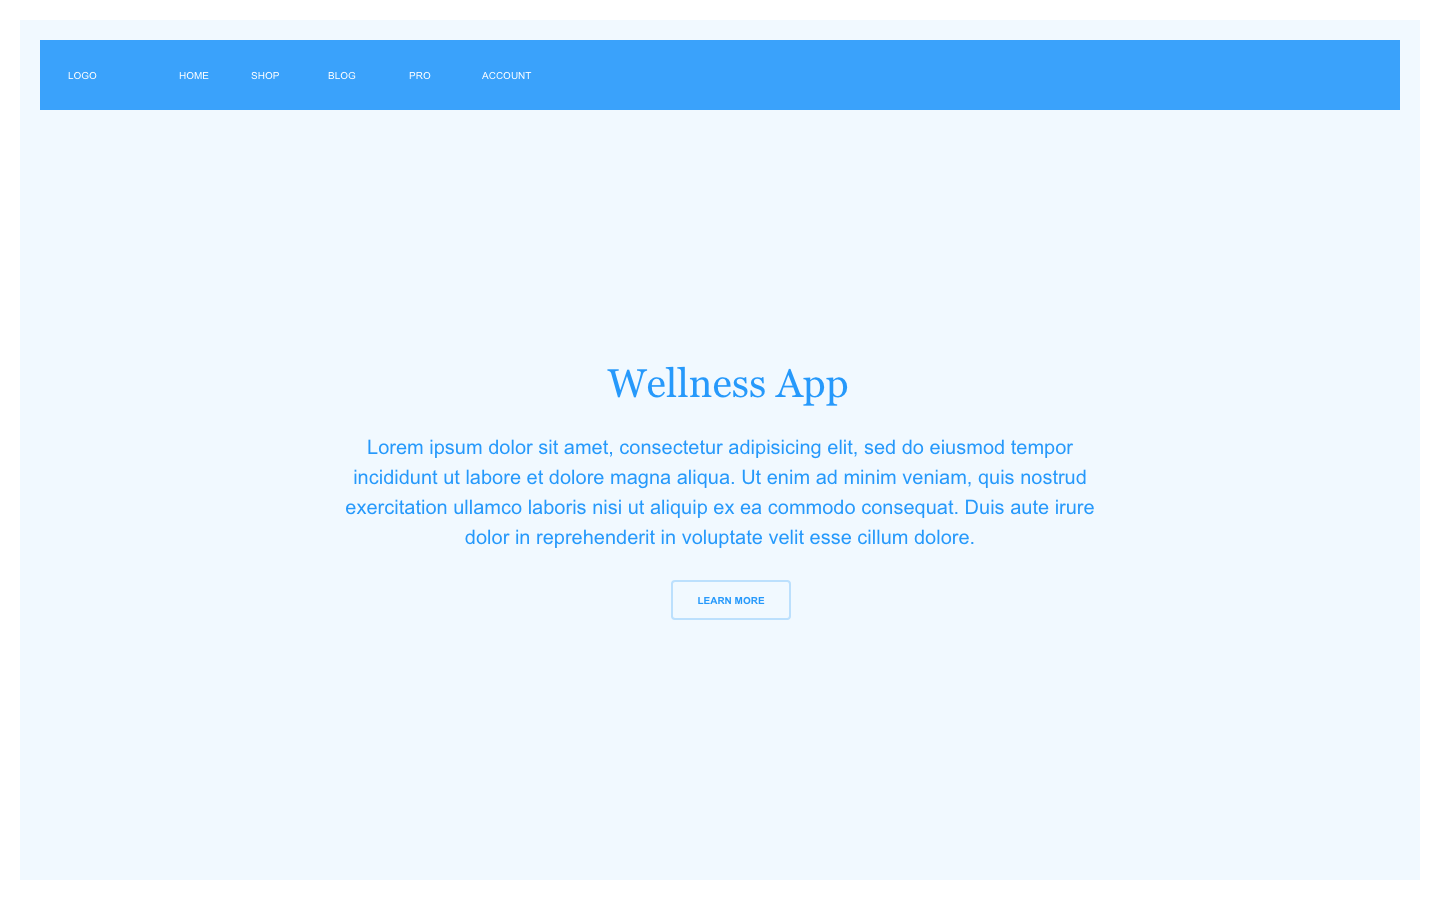 LOGO HOME SHOP BLOG PRO ACCOUNT
Wellness App
Lorem ipsum dolor sit amet, consectetur adipisicing elit, sed do eiusmod tempor
incididunt ut labore et dolore magna aliqua. Ut enim ad minim veniam, quis nostrud
exercitation ullamco laboris nisi ut aliquip ex ea commodo consequat. Duis aute irure
dolor in reprehenderit in voluptate velit esse cillum dolore.
LEARN MORE